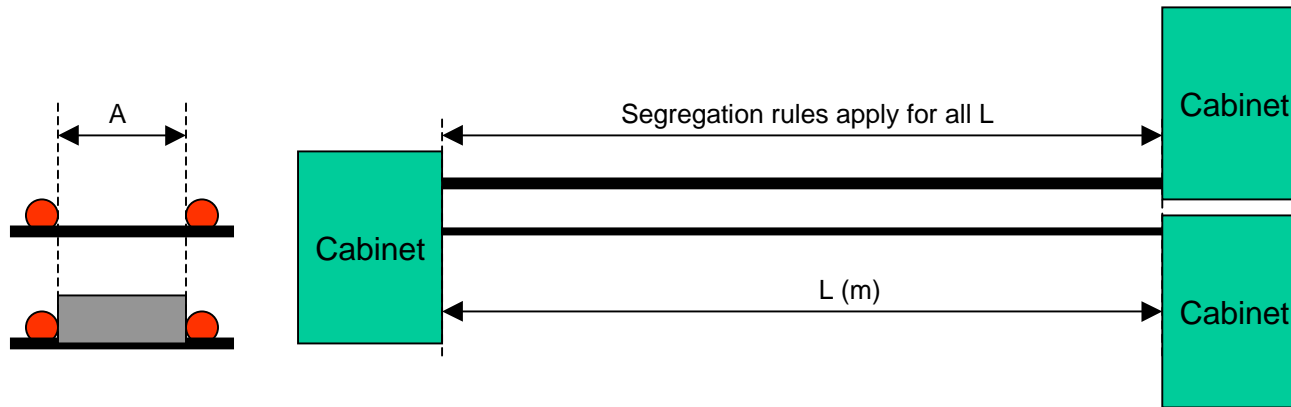 A
Segregation rules apply for all L
Cabinet
Cabinet
L (m)
Cabinet